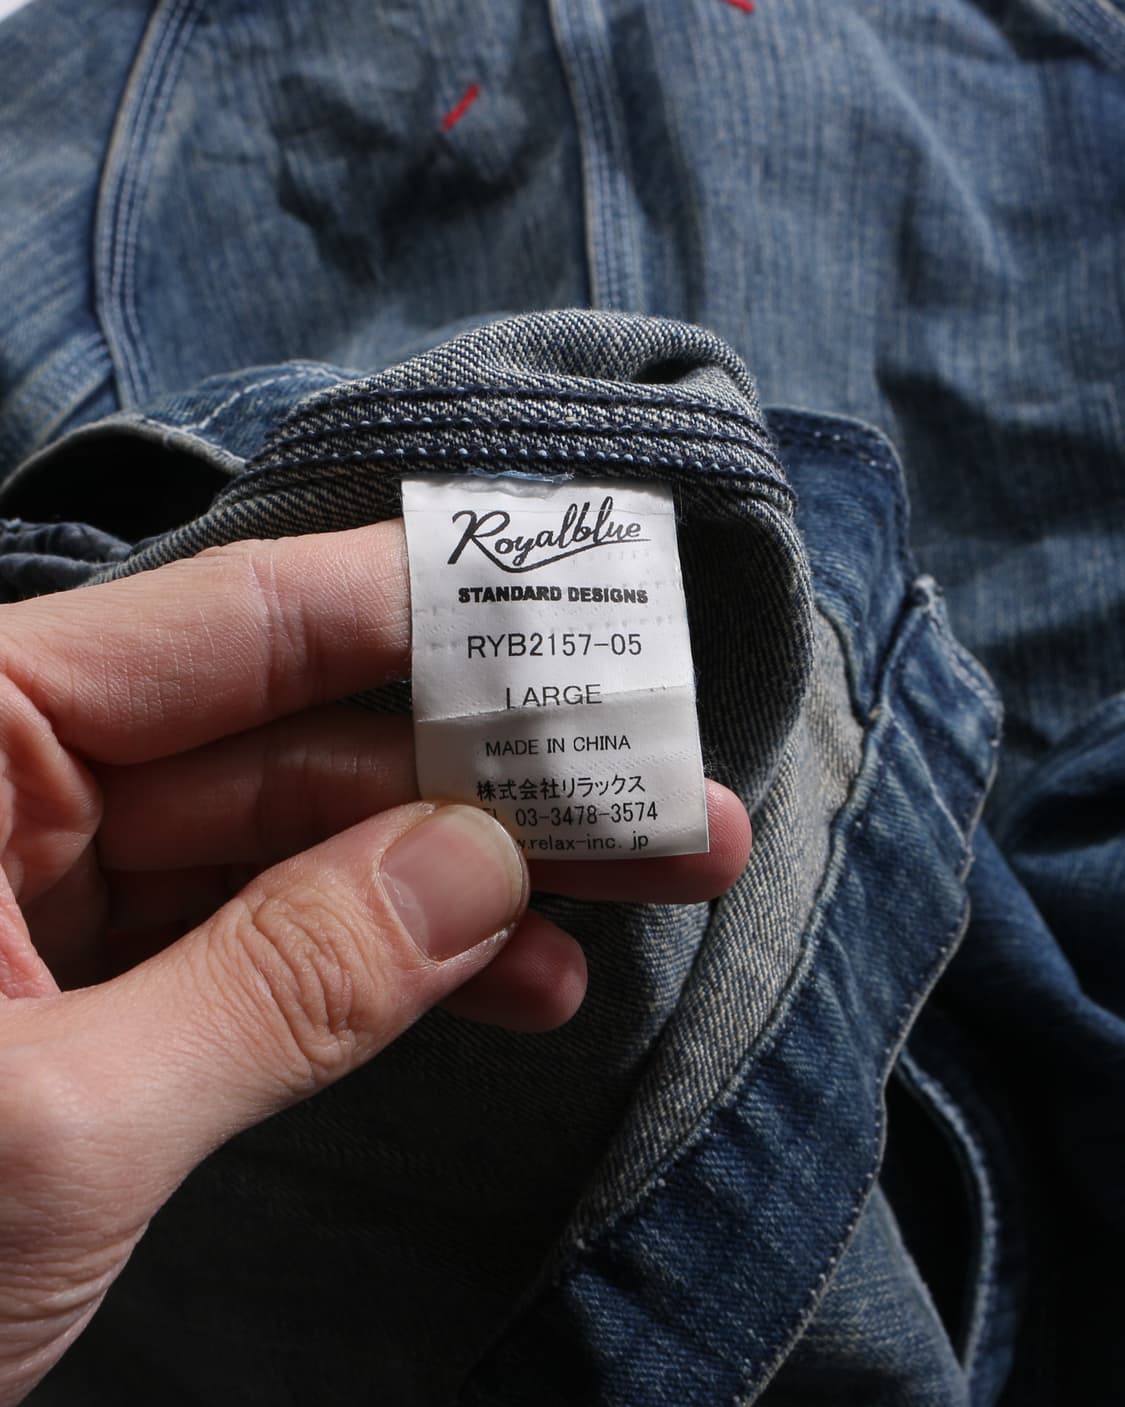 Royalblue
STANDARD DESIGNS
RYB2157-05
LARGE
MADE IN CHINA
株式会社リラックス
03-3478-3574
.relax-inc.jp